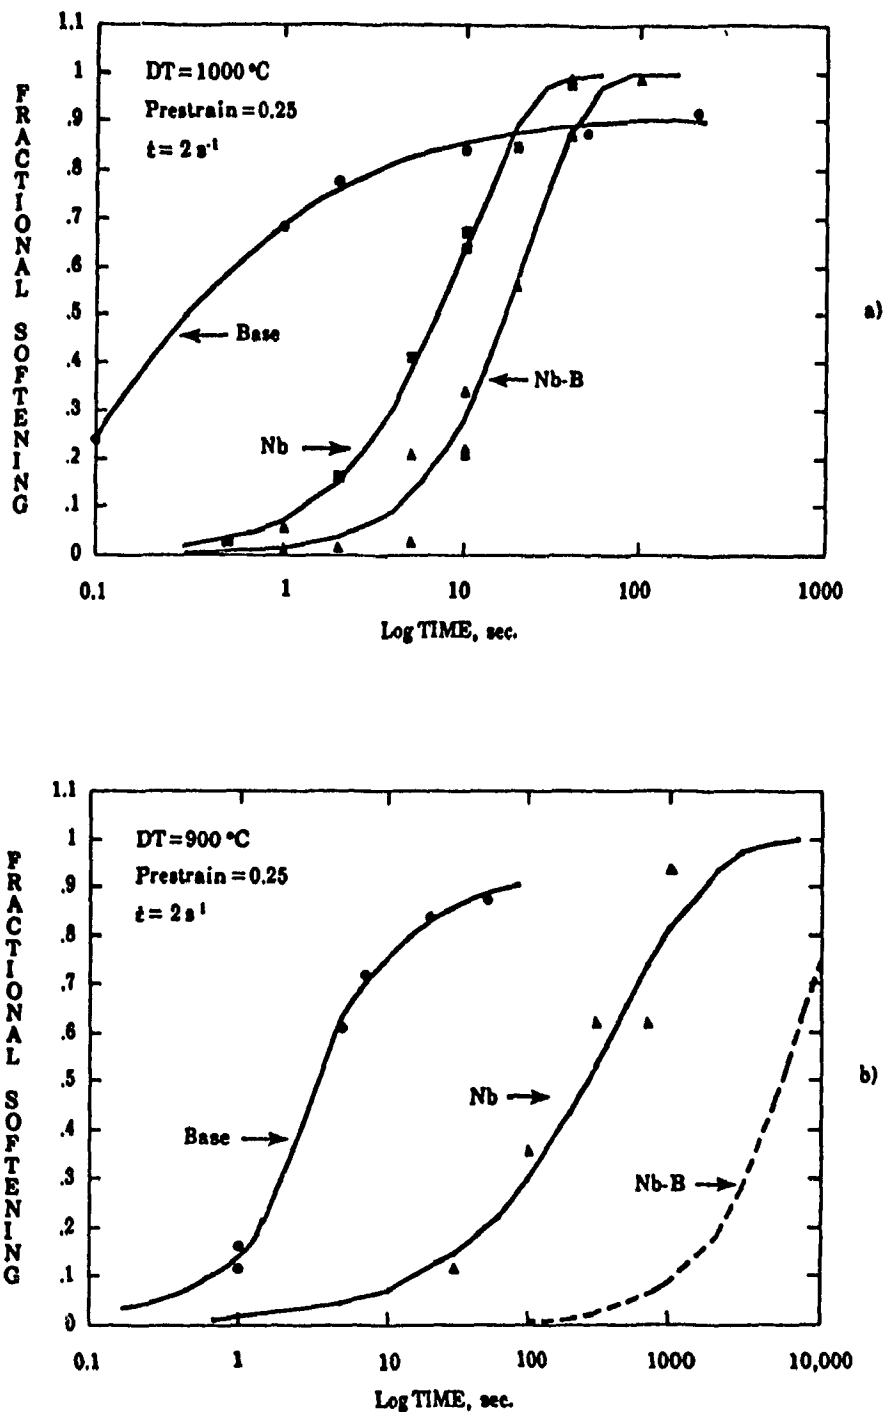 1.1
1
.9
.8
.7
.6
.5
.4
.3
.2
.1
0
FRACTIONAL SOFTENING
DT=1000 °C
Prestrain=0.25
ε̇=2 s⁻¹
Base
Nb
Nb-B
a)
0.1 1 10 100 1000
Log TIME, sec.
1.1
1
.9
.8
.7
.6
.5
.4
.3
.2
.1
0
FRACTIONAL SOFTENING
DT=900 °C
Prestrain=0.25
ε̇=2 s¹
Base
Nb
Nb-B
b)
0.1 1 10 100 1000 10,000
Log TIME, sec.